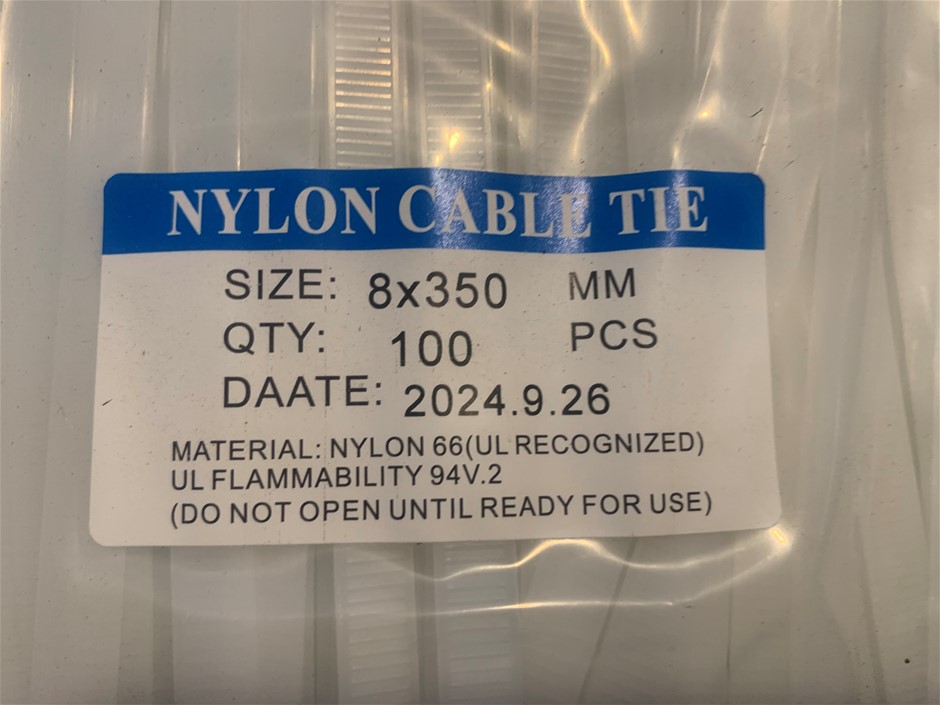 NYLON CABLE TIE
SIZE: 8x350 MM
QTY: 100 PCS
DAATE: 2024.9.26
MATERIAL: NYLON 66(UL RECOGNIZED)
UL FLAMMABILITY 94V.2
(DO NOT OPEN UNTIL READY FOR USE)